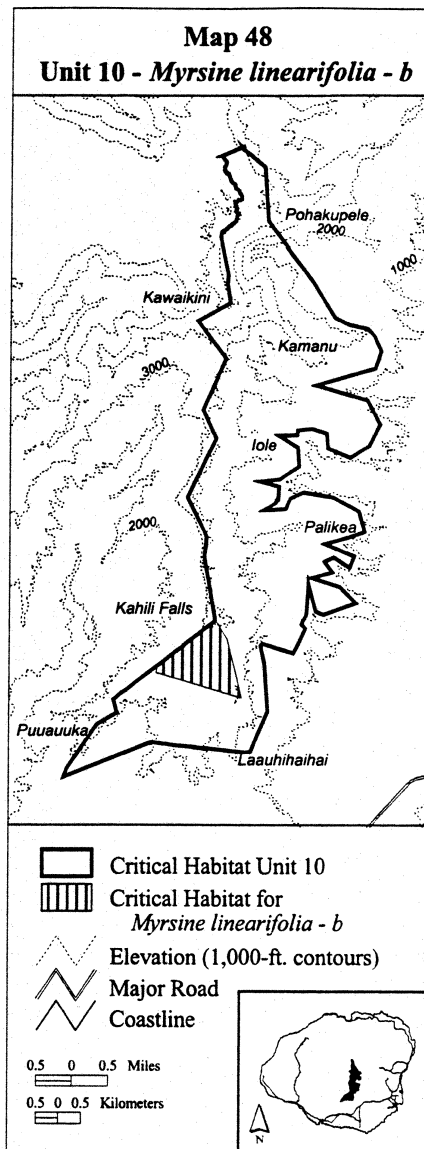 Map 48
Unit 10 - Myrsine linearifolia - b
Pohakupele
2000
1000
Kawaikini
Kamanu
3000
Iole
2000
Palikea
Kahili Falls
Puuauuka
Laauhihaihai
Critical Habitat Unit 10
Critical Habitat for
Myrsine linearifolia - b
Elevation (1,000-ft. contours)
Major Road
Coastline
0.5 0 0.5 Miles
0.5 0 0.5 Kilometers
N